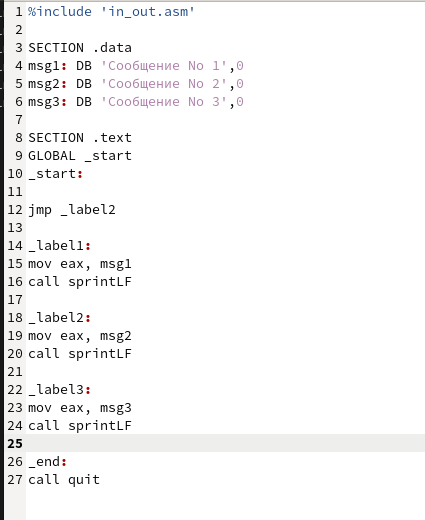 1 %include 'in_out.asm'
2
3 SECTION .data
4 msg1: DB 'Сообщение No 1',0
5 msg2: DB 'Сообщение No 2',0
6 msg3: DB 'Сообщение No 3',0
7
8 SECTION .text
9 GLOBAL _start
10 _start:
11
12 jmp _label2
13
14 _label1:
15 mov eax, msg1
16 call sprintLF
17
18 _label2:
19 mov eax, msg2
20 call sprintLF
21
22 _label3:
23 mov eax, msg3
24 call sprintLF
25
26 _end:
27 call quit